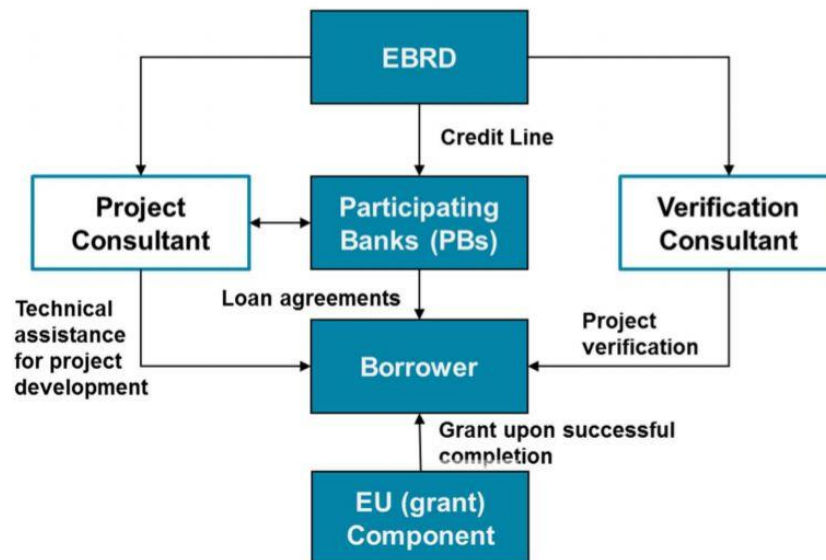 EBRD
Credit Line
Project
Consultant
Participating
Banks (PBs)
Verification
Consultant
Technical
assistance
for project
development
Loan agreements
Project
verification
Borrower
Grant upon successful
completion
EU (grant)
Component